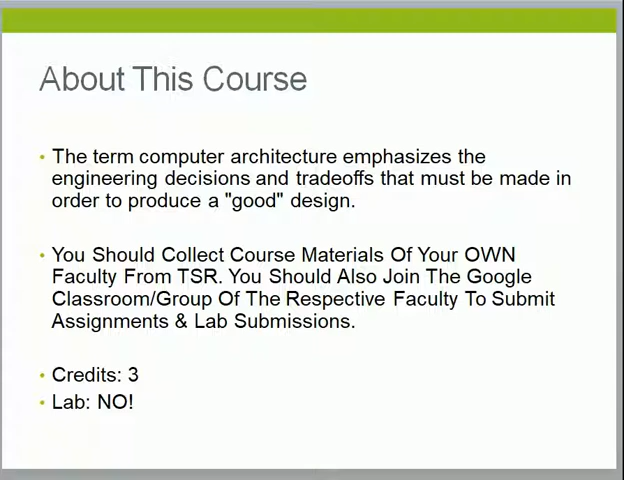 About This Course
• The term computer architecture emphasizes the
engineering decisions and tradeoffs that must be made in
order to produce a "good" design.
• You Should Collect Course Materials Of Your OWN
Faculty From TSR. You Should Also Join The Google
Classroom/Group Of The Respective Faculty To Submit
Assignments & Lab Submissions.
• Credits: 3
• Lab: NO!